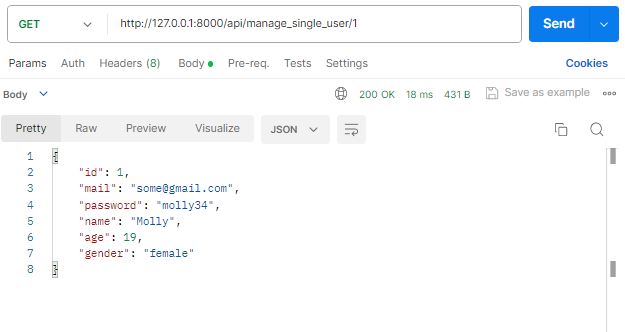 GET http://127.0.0.1:8000/api/manage_single_user/1 Send
Params Auth Headers (8) Body Pre-req. Tests Settings Cookies
Body 200 OK 18 ms 431 B Save as example
Pretty Raw Preview Visualize JSON
1 {
2 "id": 1,
3 "mail": "some@gmail.com",
4 "password": "molly34",
5 "name": "Molly",
6 "age": 19,
7 "gender": "female"
8 }